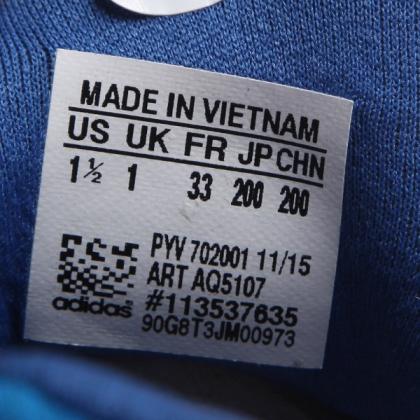 MADE IN VIETNAM
US UK FR JP CHN
1½ 1 33 200 200
PYV 702001 11/15
ART AQ5107
#113537635
adidas
90G8T3JM00973